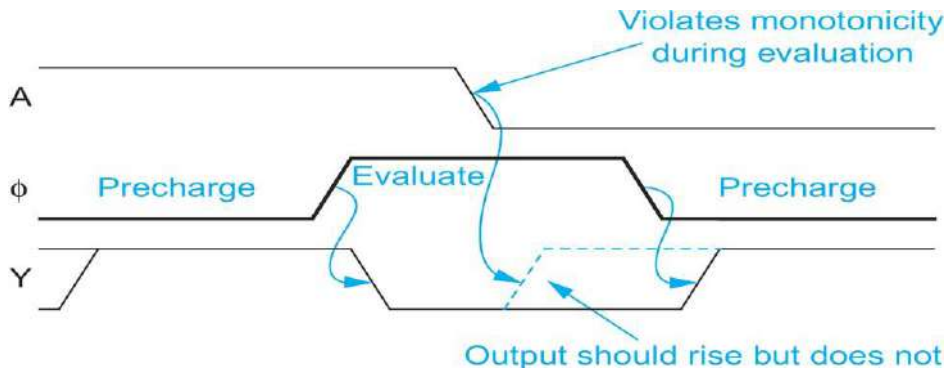 Violates monotonicity
during evaluation
A
ϕ
Precharge
Evaluate
Precharge
Y
Output should rise but does not